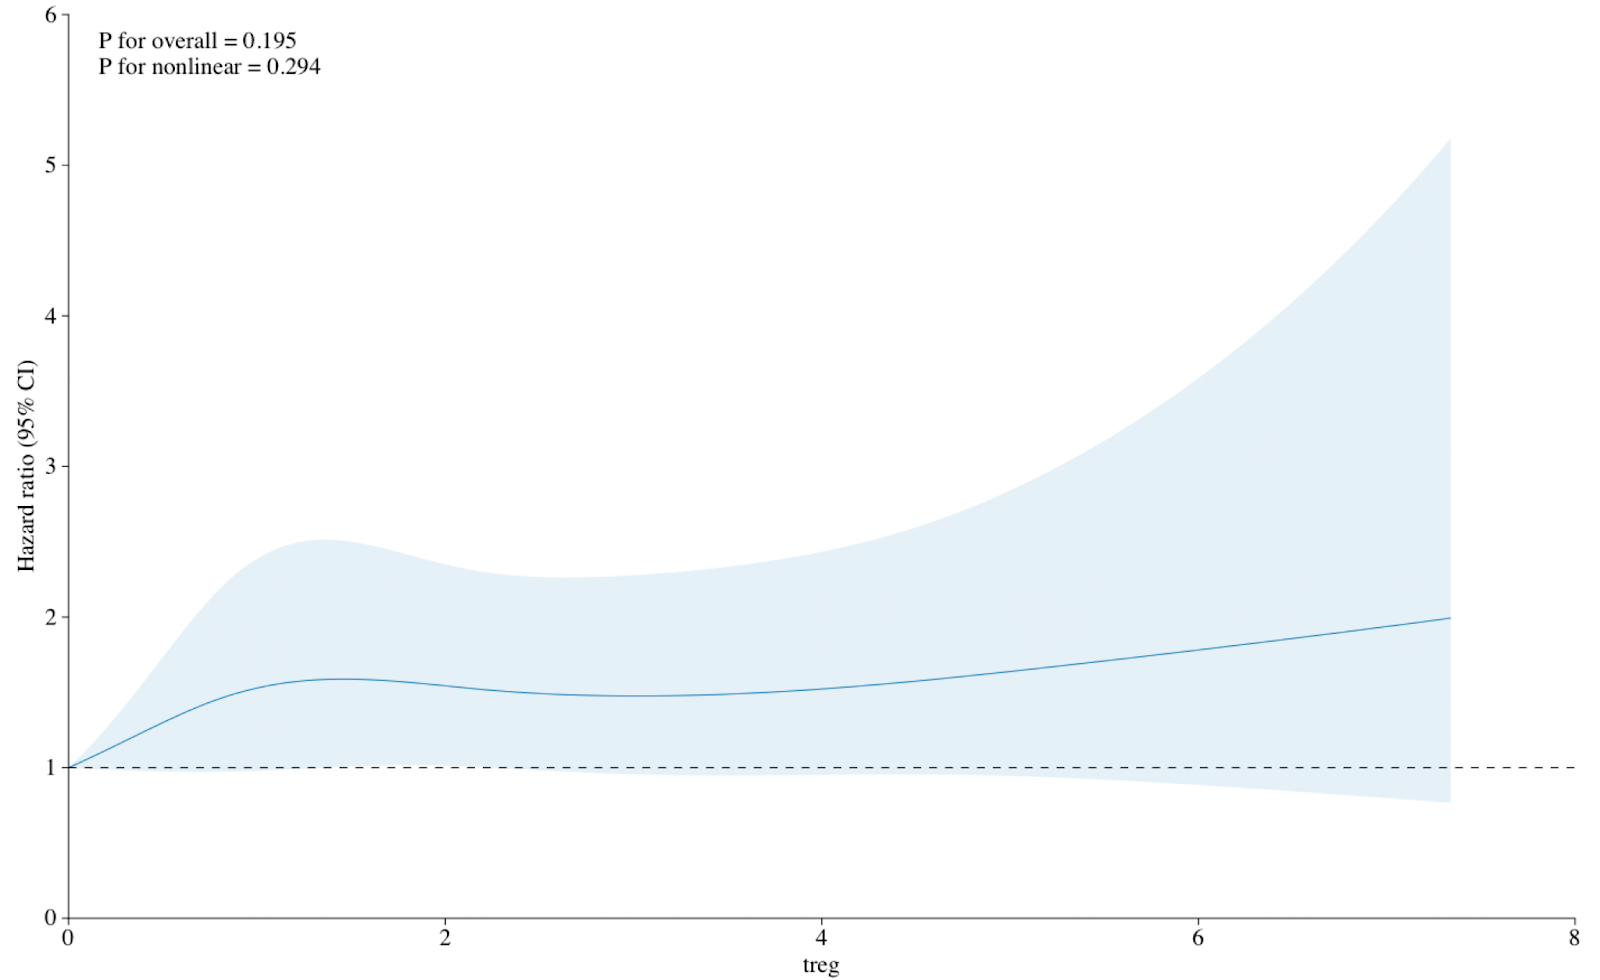 P for overall = 0.195
P for nonlinear = 0.294
Hazard ratio (95% CI)
6
5
4
3
2
1
0
0 2 4 6 8
treg